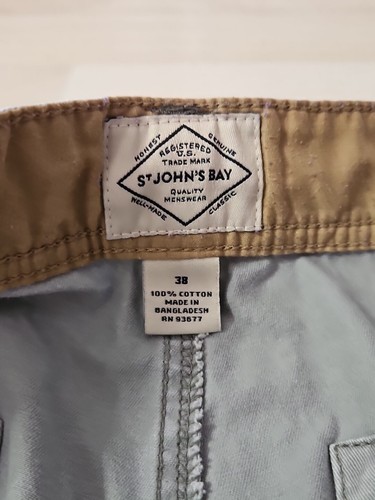 HONEST
GENUINE
REGISTERED
U.S.
TRADE MARK
ST JOHN'S BAY
QUALITY
MENSWEAR
WELL-MADE
CLASSIC
38
100% COTTON
MADE IN
BANGLADESH
RN 93677